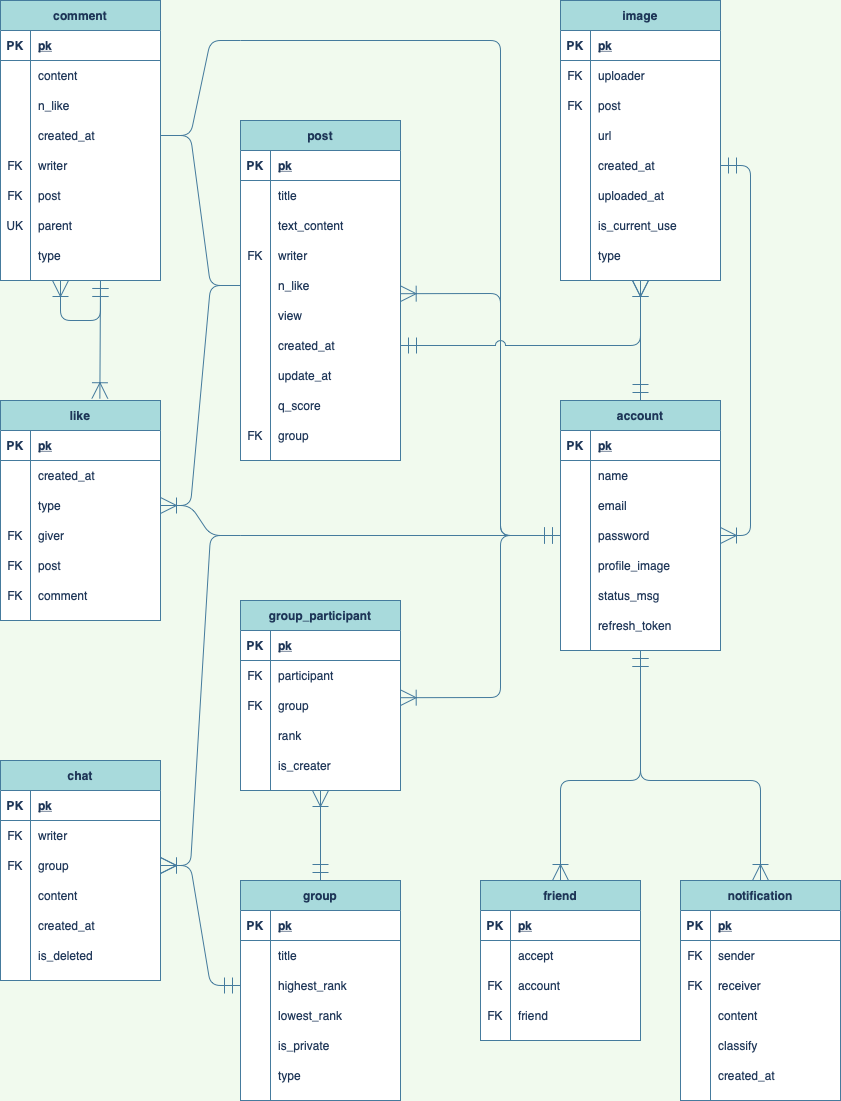 comment
PK pk
content
n_like
created_at
FK writer
FK post
UK parent
type
image
PK pk
FK uploader
FK post
url
created_at
uploaded_at
is_current_use
type
post
PK pk
title
text_content
FK writer
n_like
view
created_at
update_at
q_score
FK group
like
PK pk
created_at
type
FK giver
FK post
FK comment
account
PK pk
name
email
password
profile_image
status_msg
refresh_token
group_participant
PK pk
FK participant
FK group
rank
is_creater
chat
PK pk
FK writer
FK group
content
created_at
is_deleted
group
PK pk
title
highest_rank
lowest_rank
is_private
type
friend
PK pk
accept
FK account
FK friend
notification
PK pk
FK sender
FK receiver
content
classify
created_at